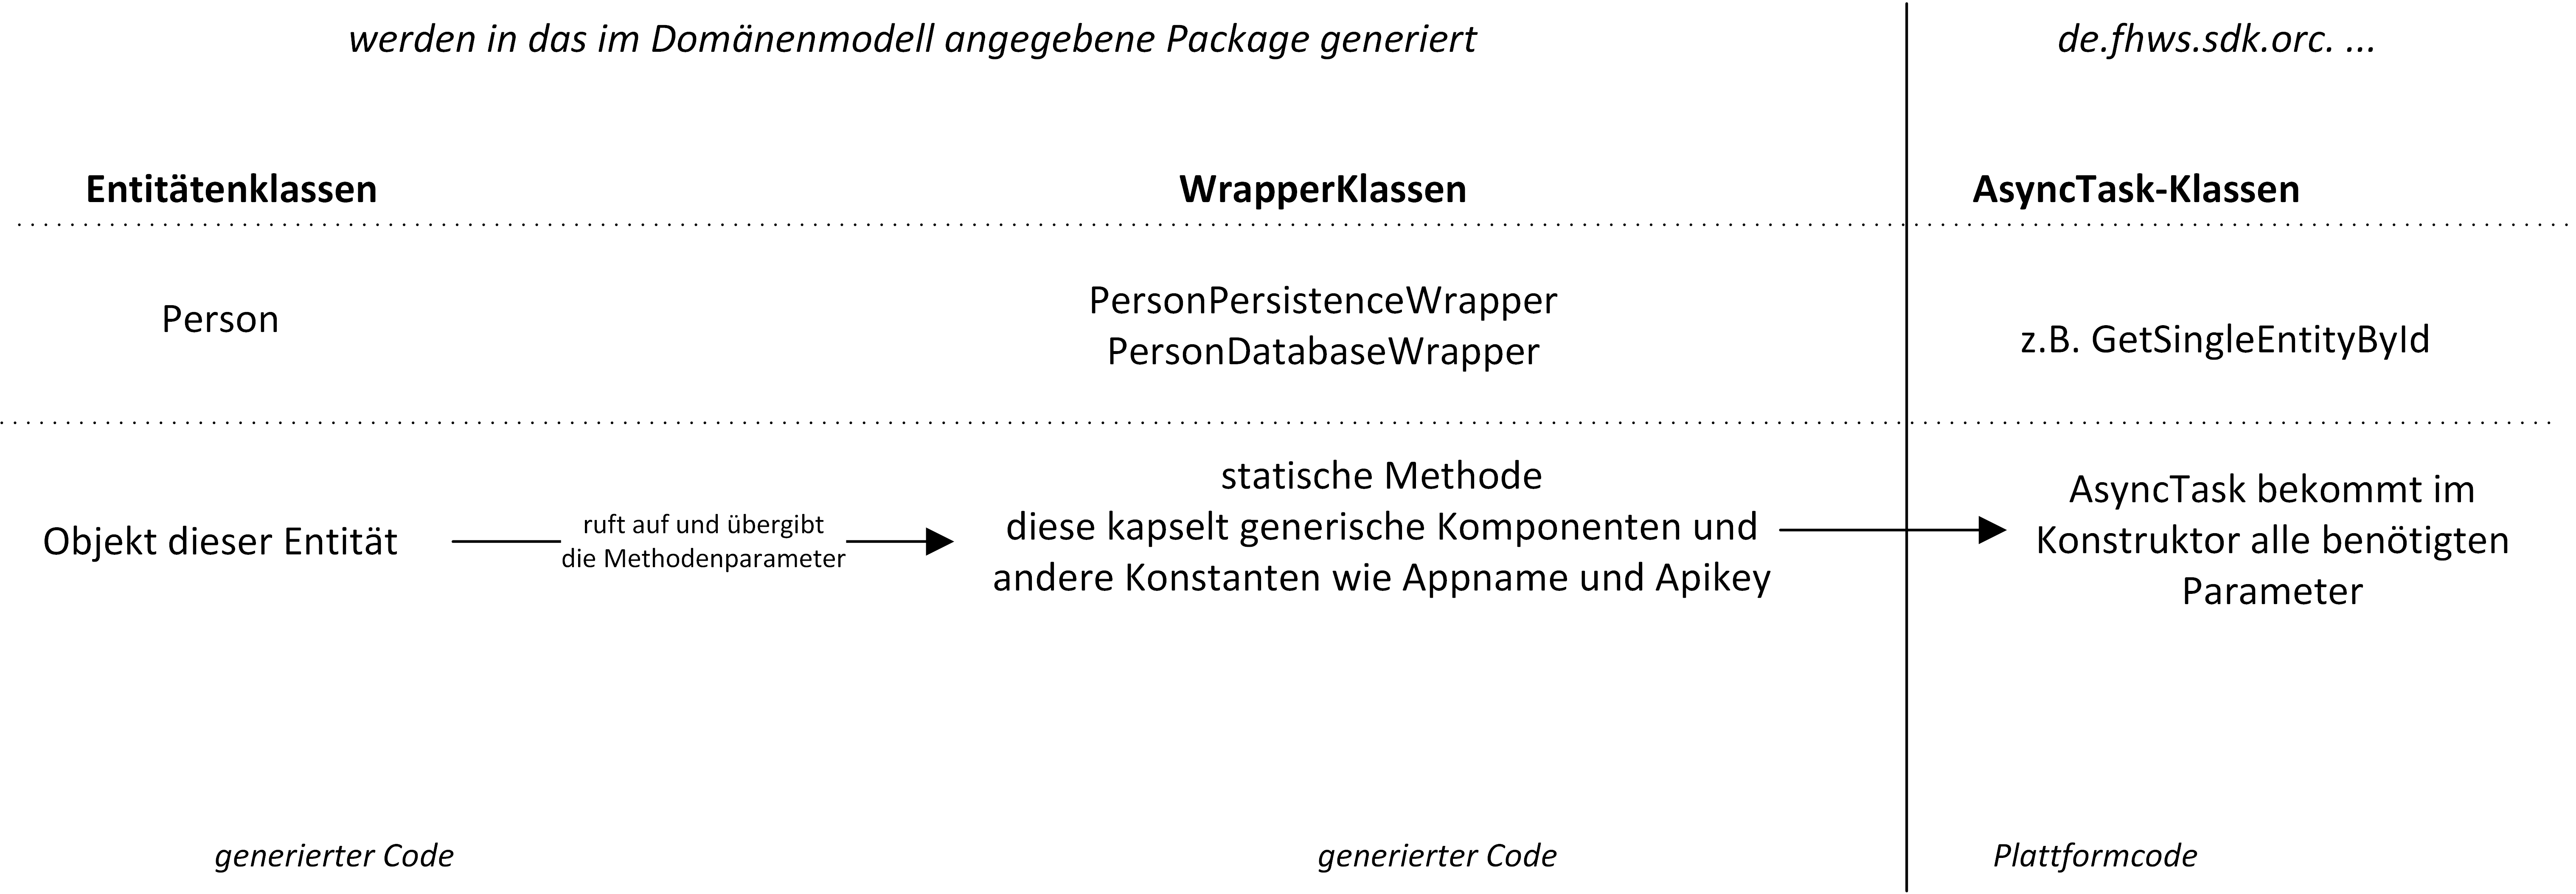 werden in das im Domänenmodell angegebene Package generiert
de.fhws.sdk.orc. ...
Entitätenklassen
WrapperKlassen
AsyncTask-Klassen
Person
PersonPersistenceWrapper
PersonDatabaseWrapper
z.B. GetSingleEntityById
Objekt dieser Entität
ruft auf und übergibt
die Methodenparameter
statische Methode
diese kapselt generische Komponenten und
andere Konstanten wie Appname und Apikey
AsyncTask bekommt im
Konstruktor alle benötigten
Parameter
generierter Code
generierter Code
Plattformcode